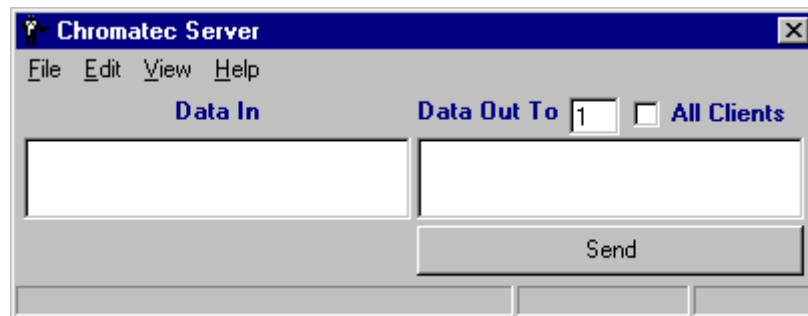 Chromatec Server
File Edit View Help
Data In
Data Out To 1 All Clients
Send